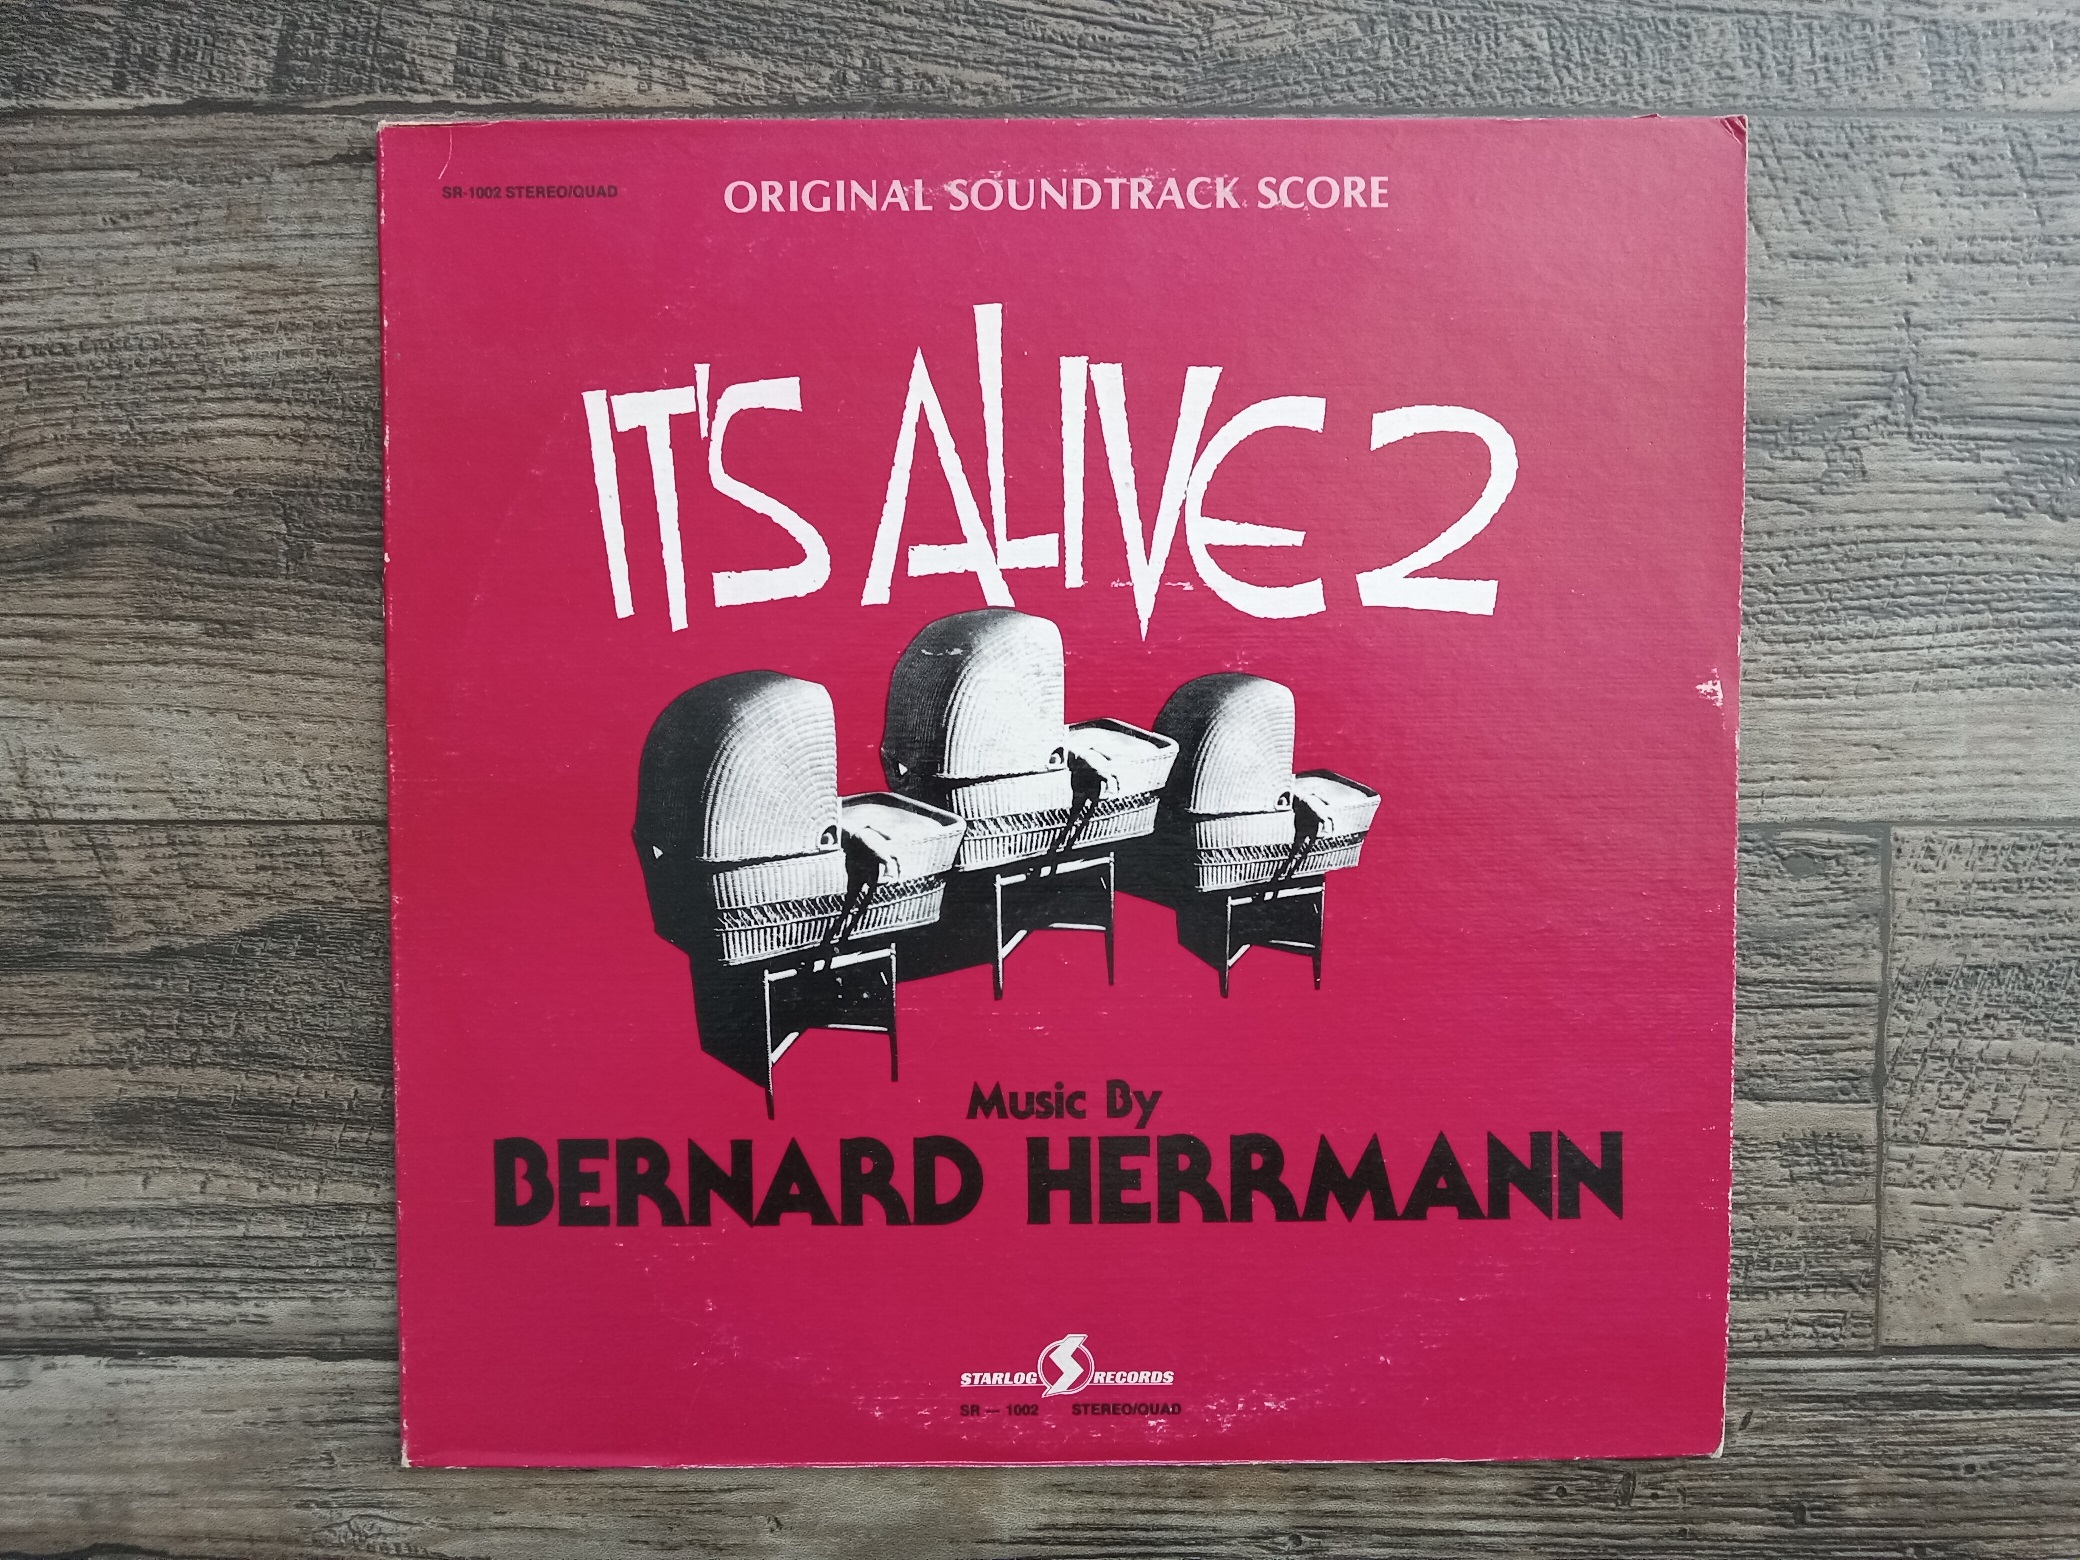 SR-1002 STEREO/QUAD
ORIGINAL SOUNDTRACK SCORE
IT'S ALIVE 2
Music By
BERNARD HERRMANN
STARLOG S RECORDS
SR — 1002 STEREO/QUAD